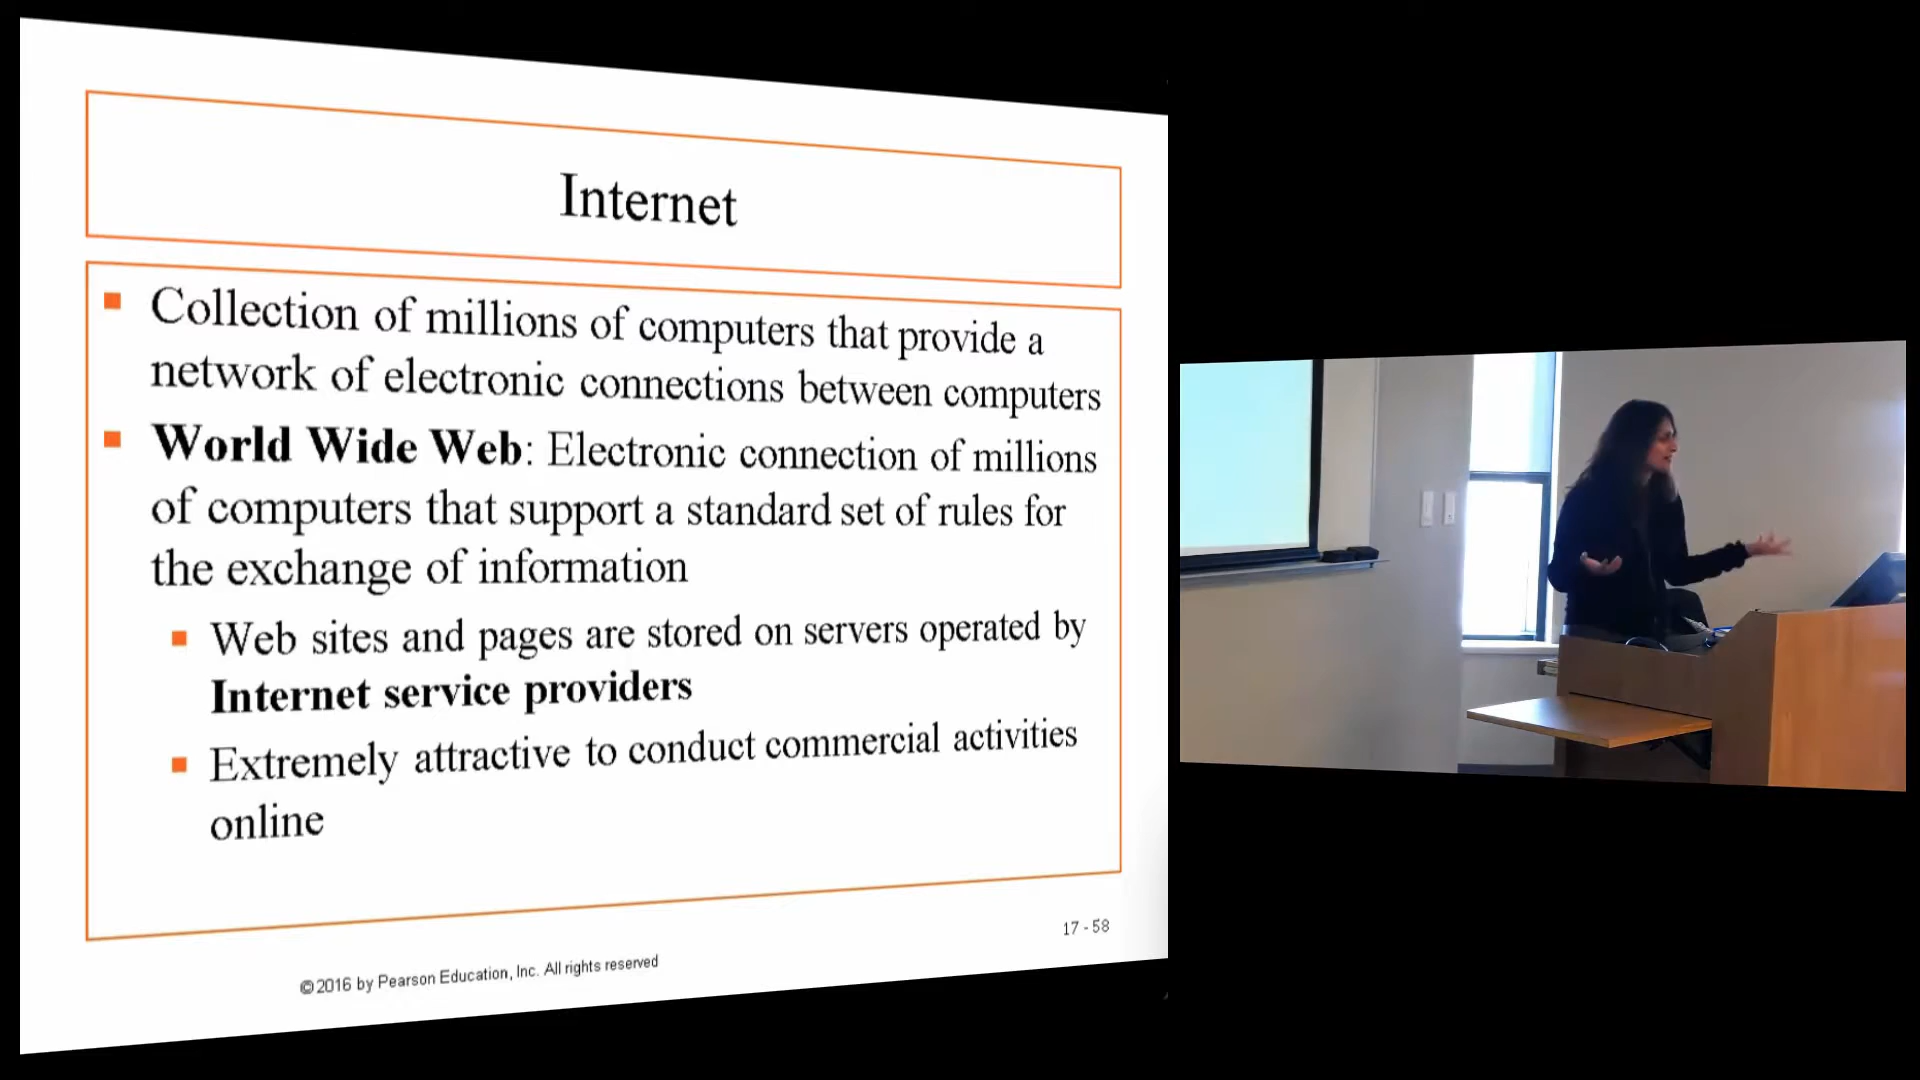 Internet
Collection of millions of computers that provide a
network of electronic connections between computers
World Wide Web: Electronic connection of millions
of computers that support a standard set of rules for
the exchange of information
Web sites and pages are stored on servers operated by
Internet service providers
Extremely attractive to conduct commercial activities
online
17 - 58
©2016 by Pearson Education, Inc. All rights reserved